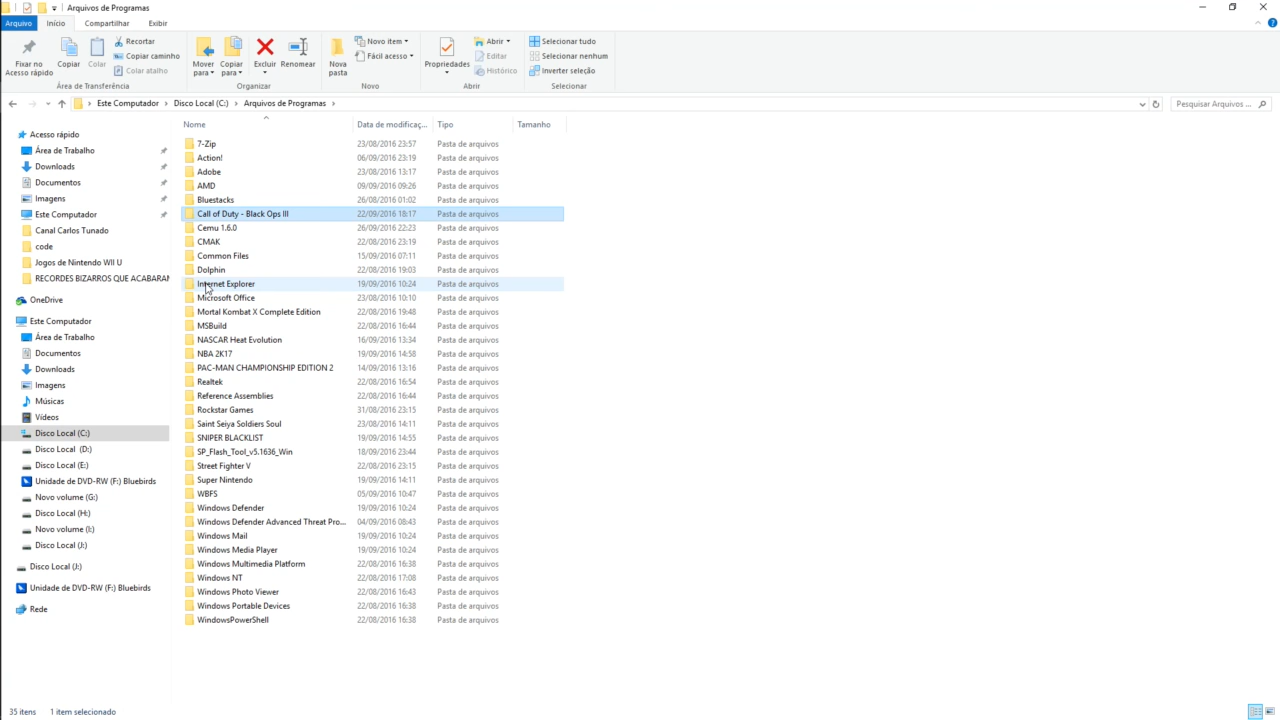 Arquivos de Programas
Arquivo Início Compartilhar Exibir
Fixar no Acesso rápido
Copiar
Colar
Recortar
Copiar caminho
Colar atalho
Mover para
Copiar para
Excluir
Renomear
Nova pasta
Novo item
Fácil acesso
Propriedades
Abrir
Editar
Histórico
Selecionar tudo
Selecionar nenhum
Inverter seleção
Área de Transferência Organizar Novo Abrir Selecionar
Este Computador Disco Local (C:) Arquivos de Programas
Pesquisar Arquivos ...
Acesso rápido
Área de Trabalho
Downloads
Documentos
Imagens
Este Computador
Canal Carlos Tunado
code
Jogos de Nintendo WII U
RECORDES BIZARROS QUE ACABARAM
OneDrive
Este Computador
Área de Trabalho
Documentos
Downloads
Imagens
Músicas
Vídeos
Disco Local (C:)
Disco Local (D:)
Disco Local (E:)
Unidade de DVD-RW (F:) Bluebirds
Novo volume (G:)
Disco Local (H:)
Novo volume (I:)
Disco Local (J:)
Disco Local (J:)
Unidade de DVD-RW (F:) Bluebirds
Rede
Nome Data de modificaç... Tipo Tamanho
7-Zip 23/08/2016 23:57 Pasta de arquivos
Action! 06/09/2016 23:19 Pasta de arquivos
Adobe 23/08/2016 13:17 Pasta de arquivos
AMD 09/09/2016 09:26 Pasta de arquivos
Bluestacks 26/08/2016 01:02 Pasta de arquivos
Call of Duty - Black Ops III 22/09/2016 18:17 Pasta de arquivos
Cemu 1.6.0 26/09/2016 22:23 Pasta de arquivos
CMAK 22/08/2016 23:19 Pasta de arquivos
Common Files 15/09/2016 07:11 Pasta de arquivos
Dolphin 22/08/2016 19:03 Pasta de arquivos
Internet Explorer 19/09/2016 10:24 Pasta de arquivos
Microsoft Office 23/08/2016 10:10 Pasta de arquivos
Mortal Kombat X Complete Edition 22/08/2016 19:48 Pasta de arquivos
MSBuild 22/08/2016 16:44 Pasta de arquivos
NASCAR Heat Evolution 16/09/2016 13:34 Pasta de arquivos
NBA 2K17 19/09/2016 14:58 Pasta de arquivos
PAC-MAN CHAMPIONSHIP EDITION 2 14/09/2016 13:16 Pasta de arquivos
Realtek 22/08/2016 16:54 Pasta de arquivos
Reference Assemblies 22/08/2016 16:44 Pasta de arquivos
Rockstar Games 31/08/2016 23:15 Pasta de arquivos
Saint Seiya Soldiers Soul 23/08/2016 14:11 Pasta de arquivos
SNIPER BLACKLIST 19/09/2016 14:55 Pasta de arquivos
SP_Flash_Tool_v5.1636_Win 18/09/2016 23:44 Pasta de arquivos
Street Fighter V 22/08/2016 23:15 Pasta de arquivos
Super Nintendo 19/09/2016 14:11 Pasta de arquivos
WBFS 05/09/2016 10:47 Pasta de arquivos
Windows Defender 19/09/2016 10:24 Pasta de arquivos
Windows Defender Advanced Threat Pro... 04/09/2016 08:43 Pasta de arquivos
Windows Mail 19/09/2016 10:24 Pasta de arquivos
Windows Media Player 19/09/2016 10:24 Pasta de arquivos
Windows Multimedia Platform 22/08/2016 16:38 Pasta de arquivos
Windows NT 22/08/2016 17:08 Pasta de arquivos
Windows Photo Viewer 22/08/2016 16:43 Pasta de arquivos
Windows Portable Devices 22/08/2016 16:38 Pasta de arquivos
WindowsPowerShell 22/08/2016 16:38 Pasta de arquivos
35 itens 1 item selecionado